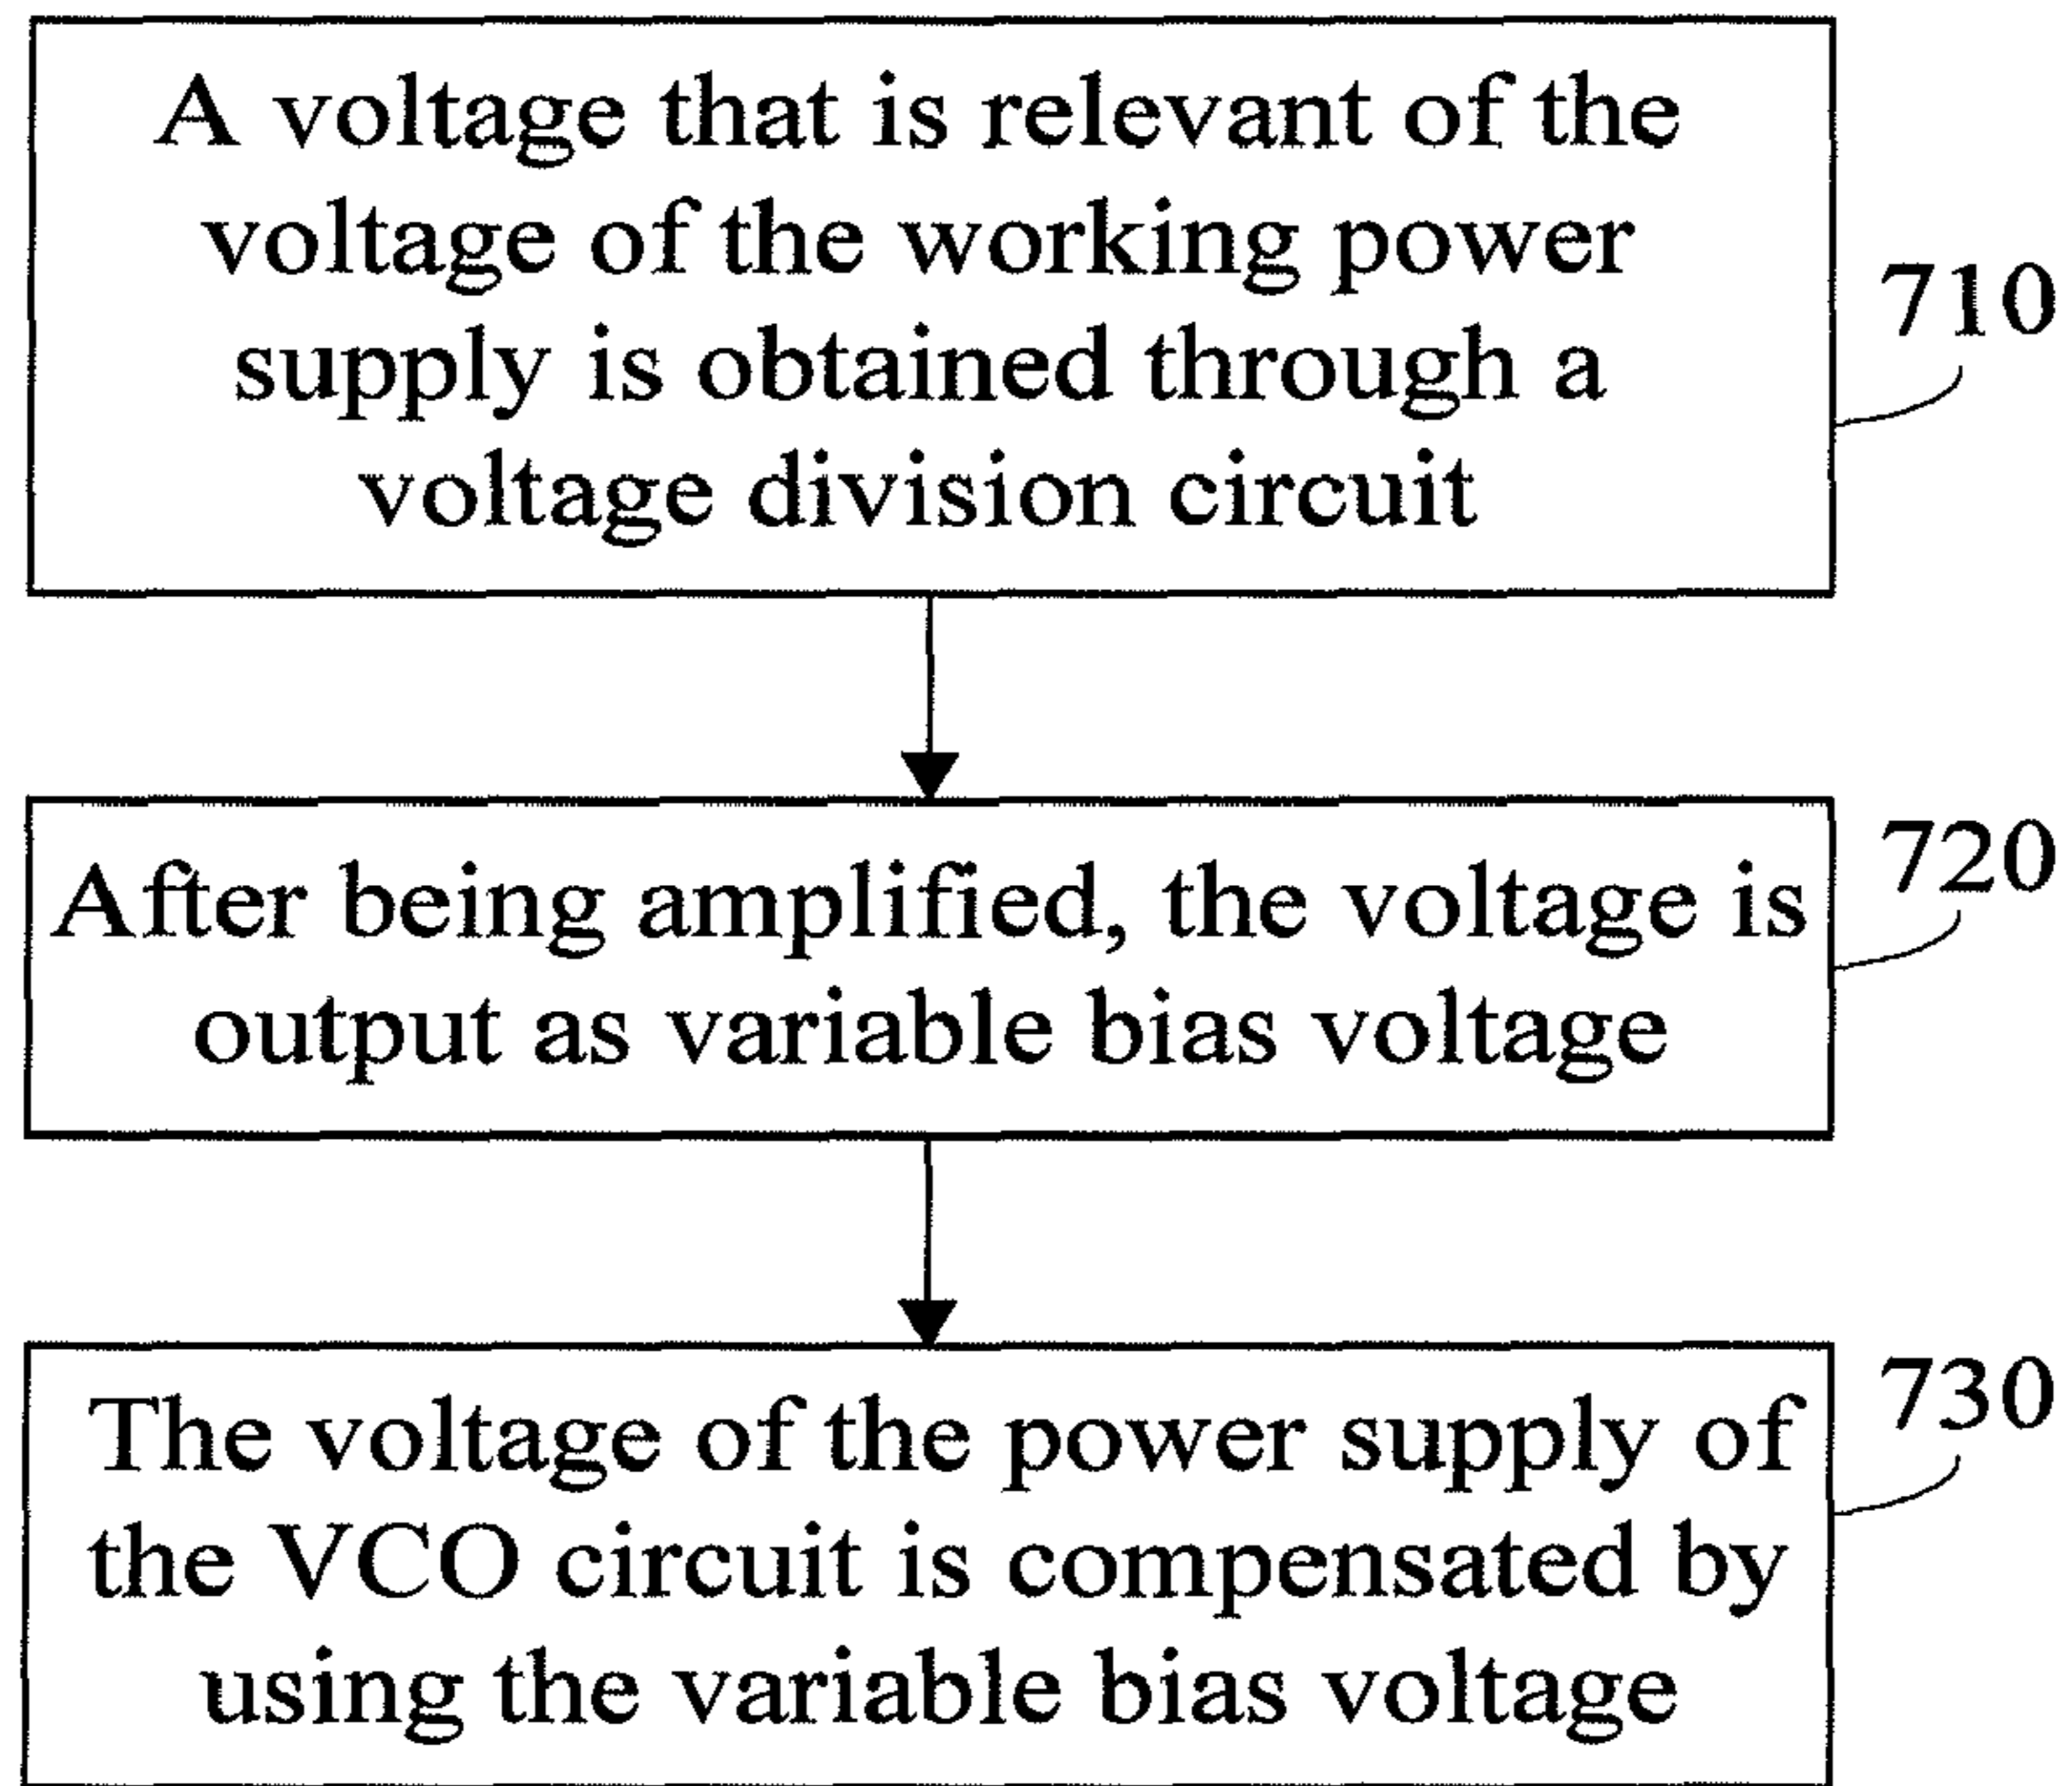 A voltage that is relevant of the
voltage of the working power
supply is obtained through a
voltage division circuit
710
After being amplified, the voltage is
output as variable bias voltage
720
The voltage of the power supply of
the VCO circuit is compensated by
using the variable bias voltage
730